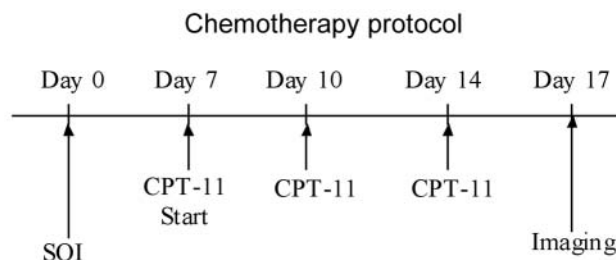 Chemotherapy protocol
Day 0 Day 7 Day 10 Day 14 Day 17
CPT-11 CPT-11 CPT-11
Start
SOI Imaging